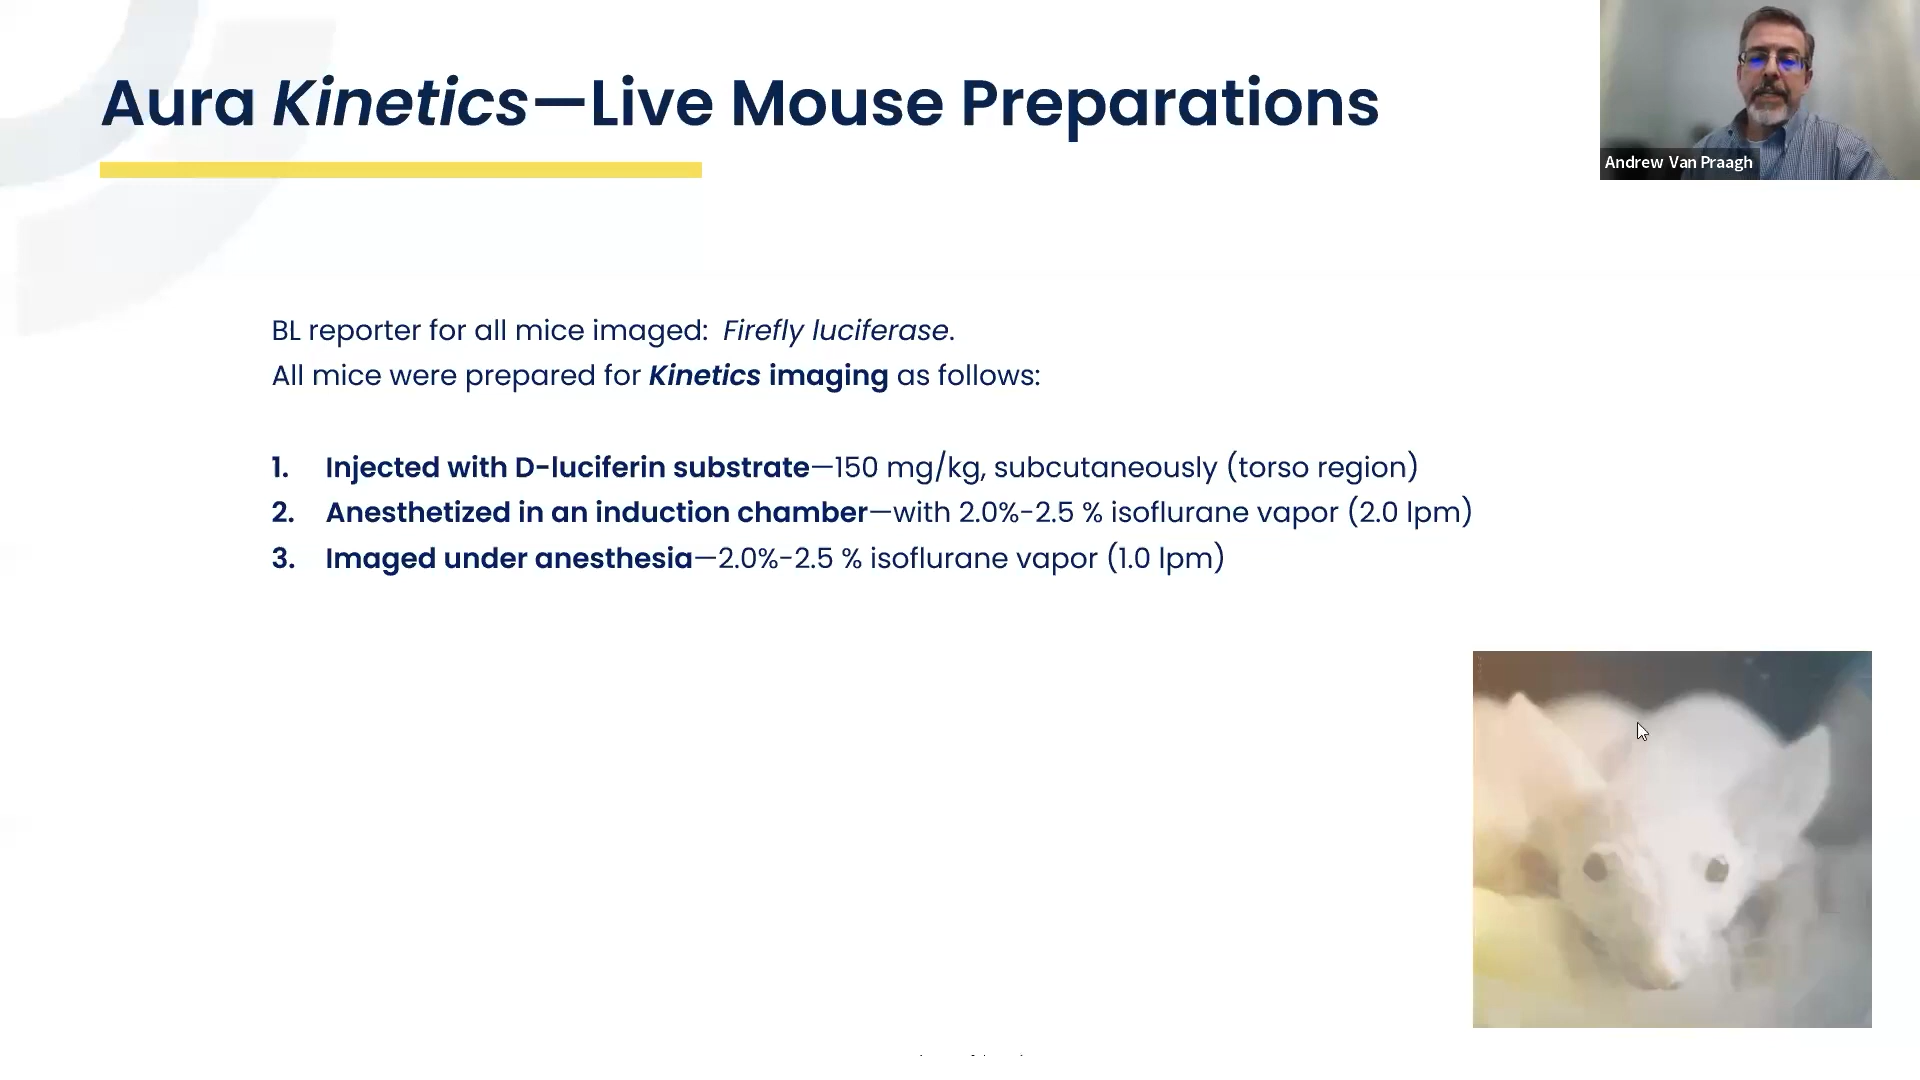 Aura Kinetics—Live Mouse Preparations
Andrew Van Praagh
BL reporter for all mice imaged: Firefly luciferase.
All mice were prepared for Kinetics imaging as follows:
1. Injected with D-luciferin substrate—150 mg/kg, subcutaneously (torso region)
2. Anesthetized in an induction chamber—with 2.0%-2.5 % isoflurane vapor (2.0 lpm)
3. Imaged under anesthesia—2.0%-2.5 % isoflurane vapor (1.0 lpm)